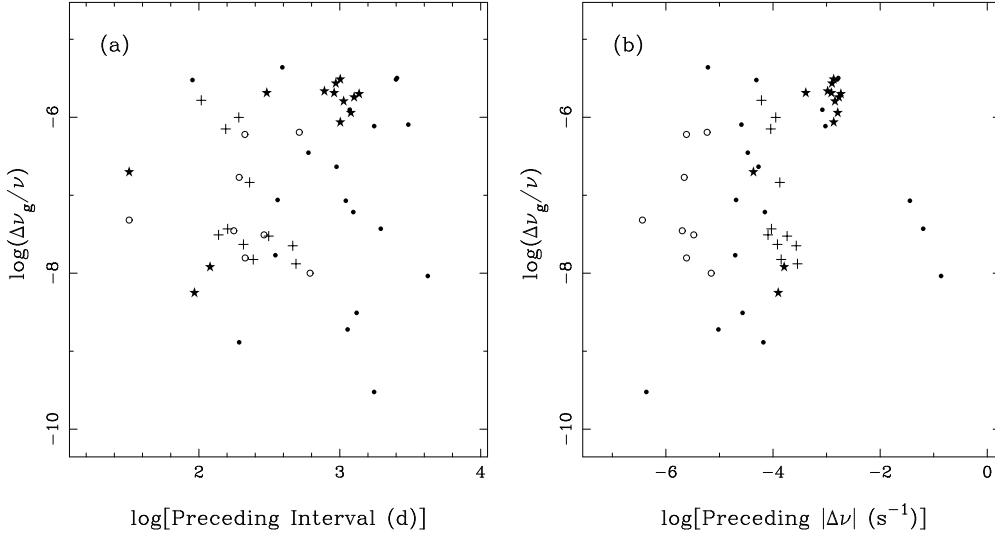 (a)
(b)
log(Δν_g/ν)
−6
−8
−10
2
3
4
log[Preceding Interval (d)]
log(Δν_g/ν)
−6
−8
−10
−6
−4
−2
0
log[Preceding |Δν| (s⁻¹)]